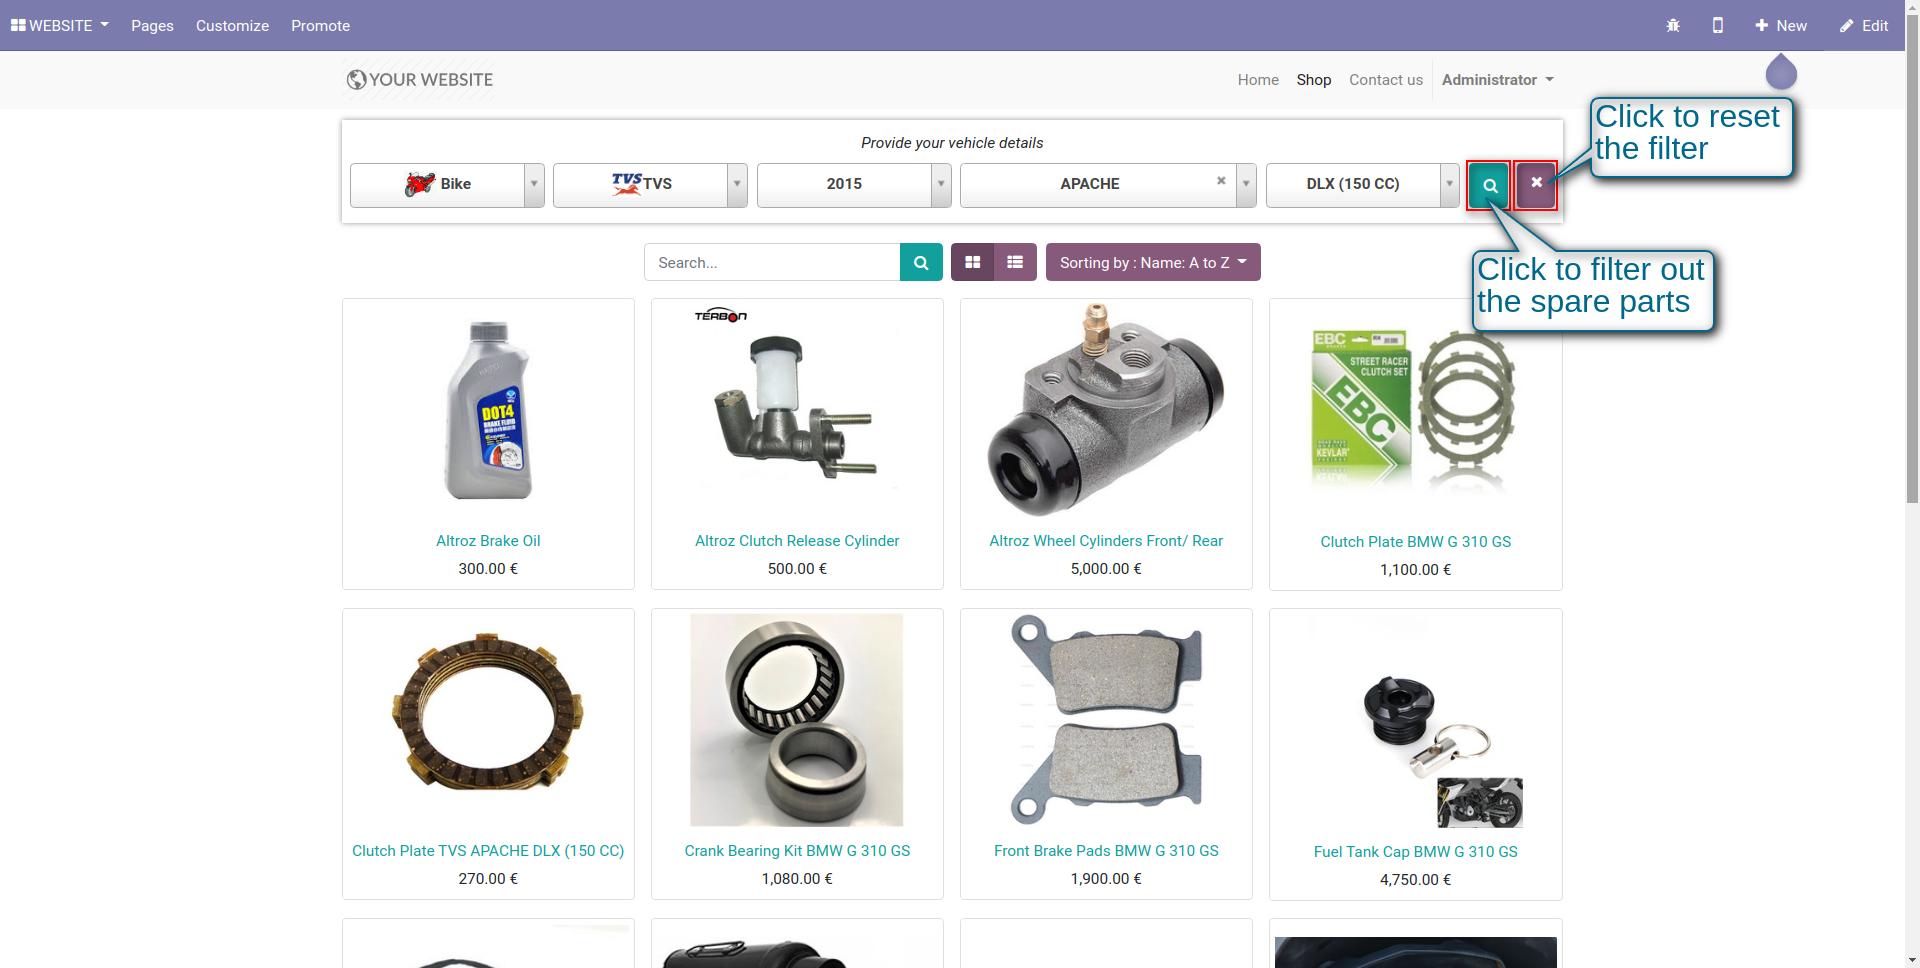 WEBSITE Pages Customize Promote New Edit
YOUR WEBSITE Home Shop Contact us Administrator
Click to reset
the filter
Provide your vehicle details
Bike TVS TVS 2015 APACHE DLX (150 CC)
Search... Sorting by : Name: A to Z
Click to filter out
the spare parts
TERBON
EBC
STREET RACER
CLUTCH SET
DOT4
BRAKE FLUID
EBC
KEVLAR
Altroz Brake Oil
300.00 €
Altroz Clutch Release Cylinder
500.00 €
Altroz Wheel Cylinders Front/ Rear
5,000.00 €
Clutch Plate BMW G 310 GS
1,100.00 €
Clutch Plate TVS APACHE DLX (150 CC)
270.00 €
Crank Bearing Kit BMW G 310 GS
1,080.00 €
Front Brake Pads BMW G 310 GS
1,900.00 €
Fuel Tank Cap BMW G 310 GS
4,750.00 €